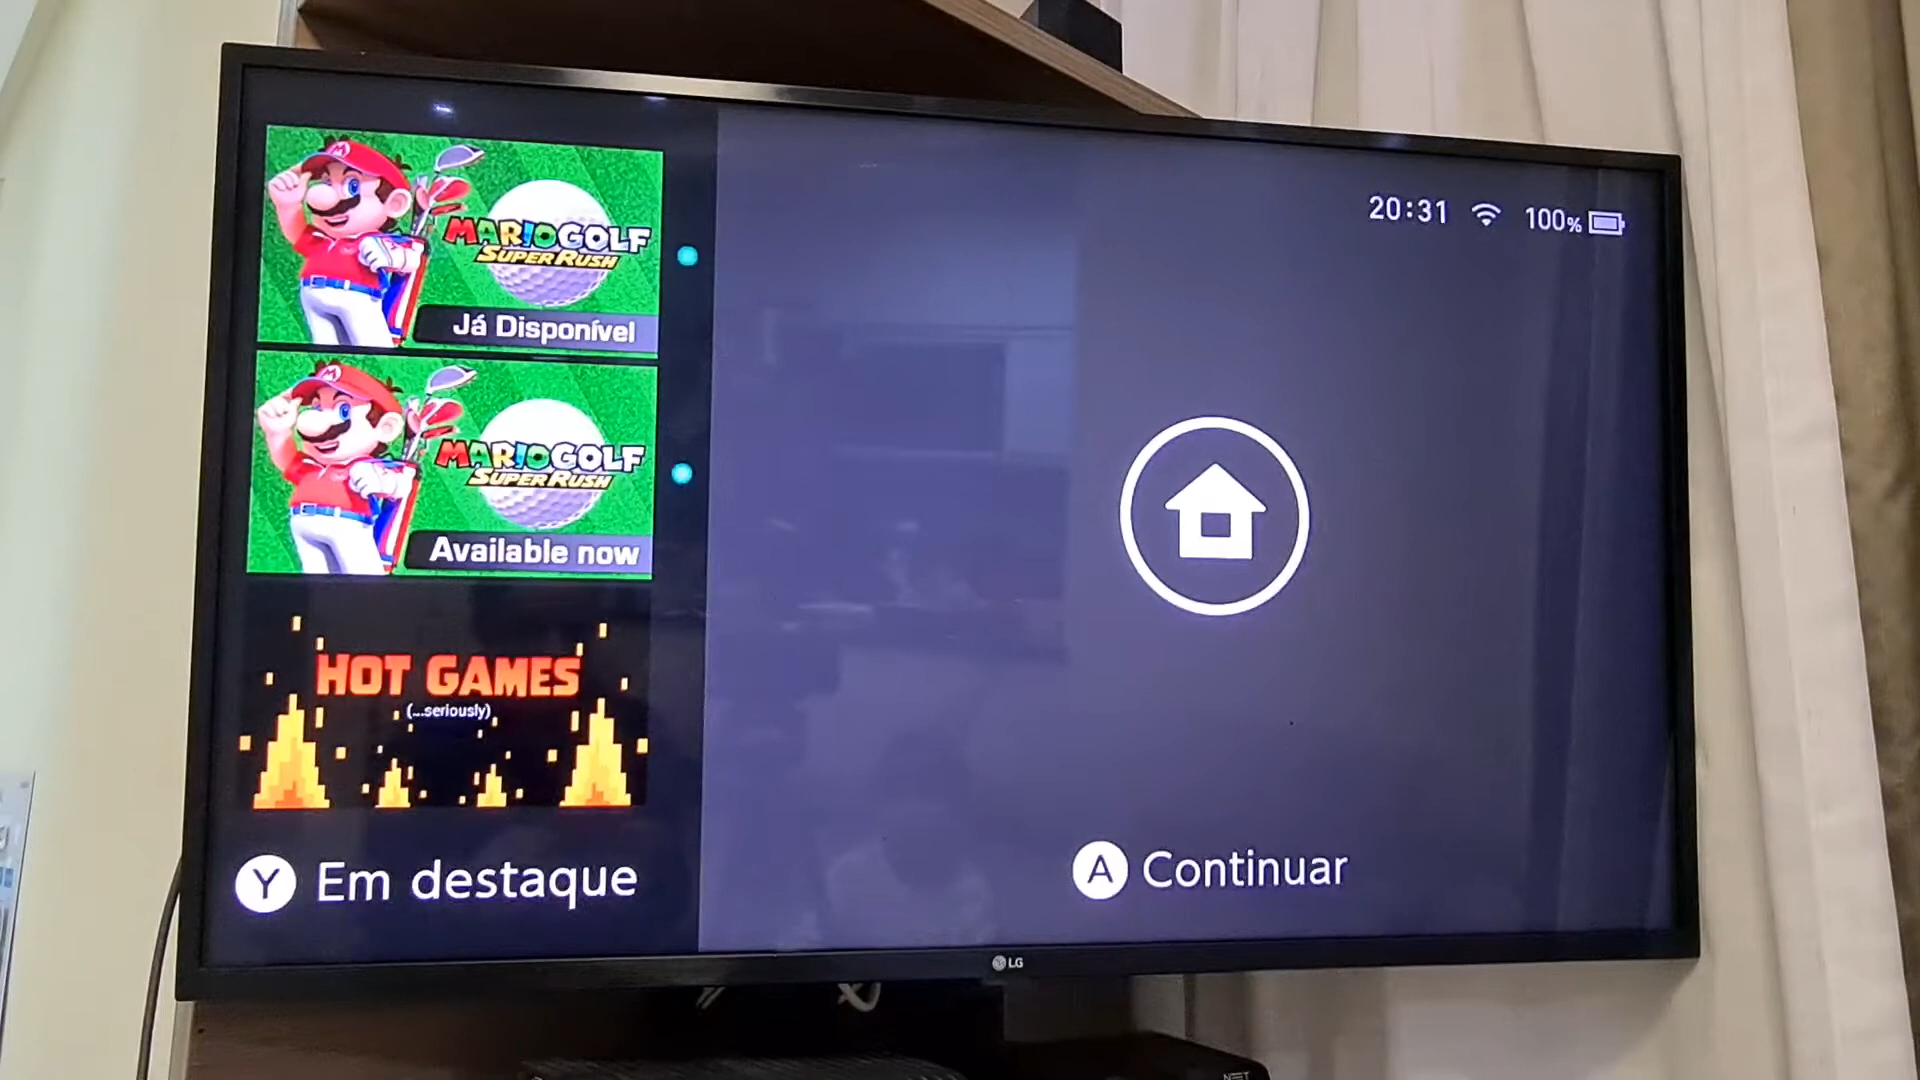 MARIO GOLF
SUPER RUSH
Já Disponível
MARIO GOLF
SUPER RUSH
Available now
HOT GAMES
(...seriously)
Y Em destaque
20:31 100%
A Continuar
LG
NET